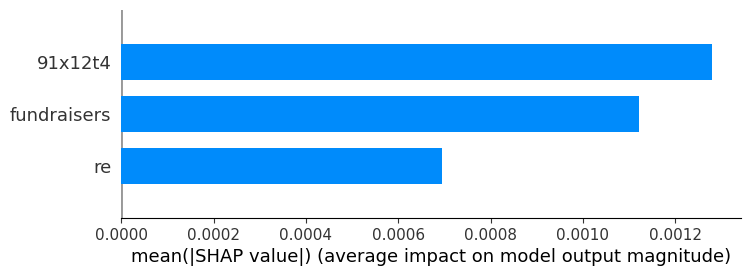 91x12t4
fundraisers
re
0.0000 0.0002 0.0004 0.0006 0.0008 0.0010 0.0012
mean(|SHAP value|) (average impact on model output magnitude)